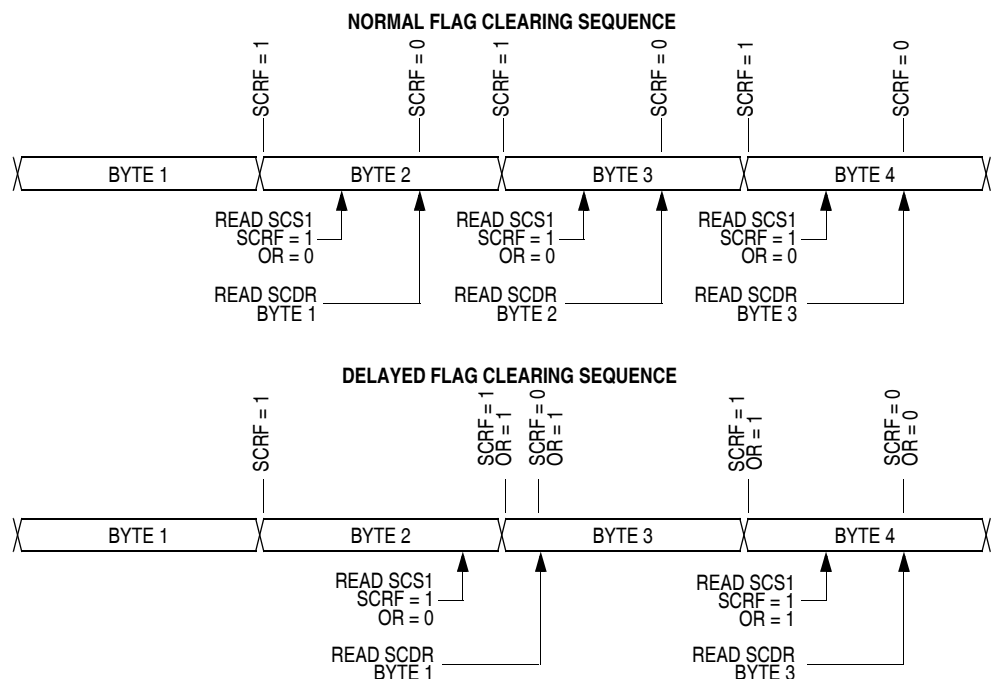 NORMAL FLAG CLEARING SEQUENCE
SCRF = 1
SCRF = 0
SCRF = 1
SCRF = 0
SCRF = 1
SCRF = 0
BYTE 1
BYTE 2
BYTE 3
BYTE 4
READ SCS1
SCRF = 1
OR = 0
READ SCS1
SCRF = 1
OR = 0
READ SCS1
SCRF = 1
OR = 0
READ SCDR
BYTE 1
READ SCDR
BYTE 2
READ SCDR
BYTE 3
DELAYED FLAG CLEARING SEQUENCE
SCRF = 1
SCRF = 1
OR = 1
SCRF = 0
OR = 1
SCRF = 1
OR = 1
SCRF = 0
OR = 0
BYTE 1
BYTE 2
BYTE 3
BYTE 4
READ SCS1
SCRF = 1
OR = 0
READ SCS1
SCRF = 1
OR = 1
READ SCDR
BYTE 1
READ SCDR
BYTE 3